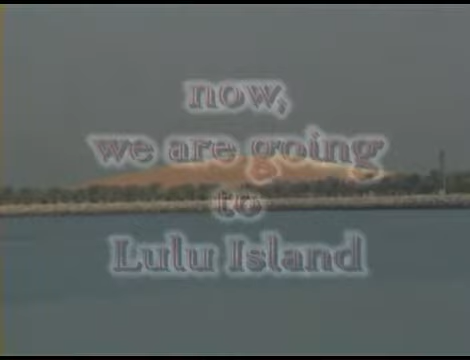 now,
we are going
to
Lulu Island